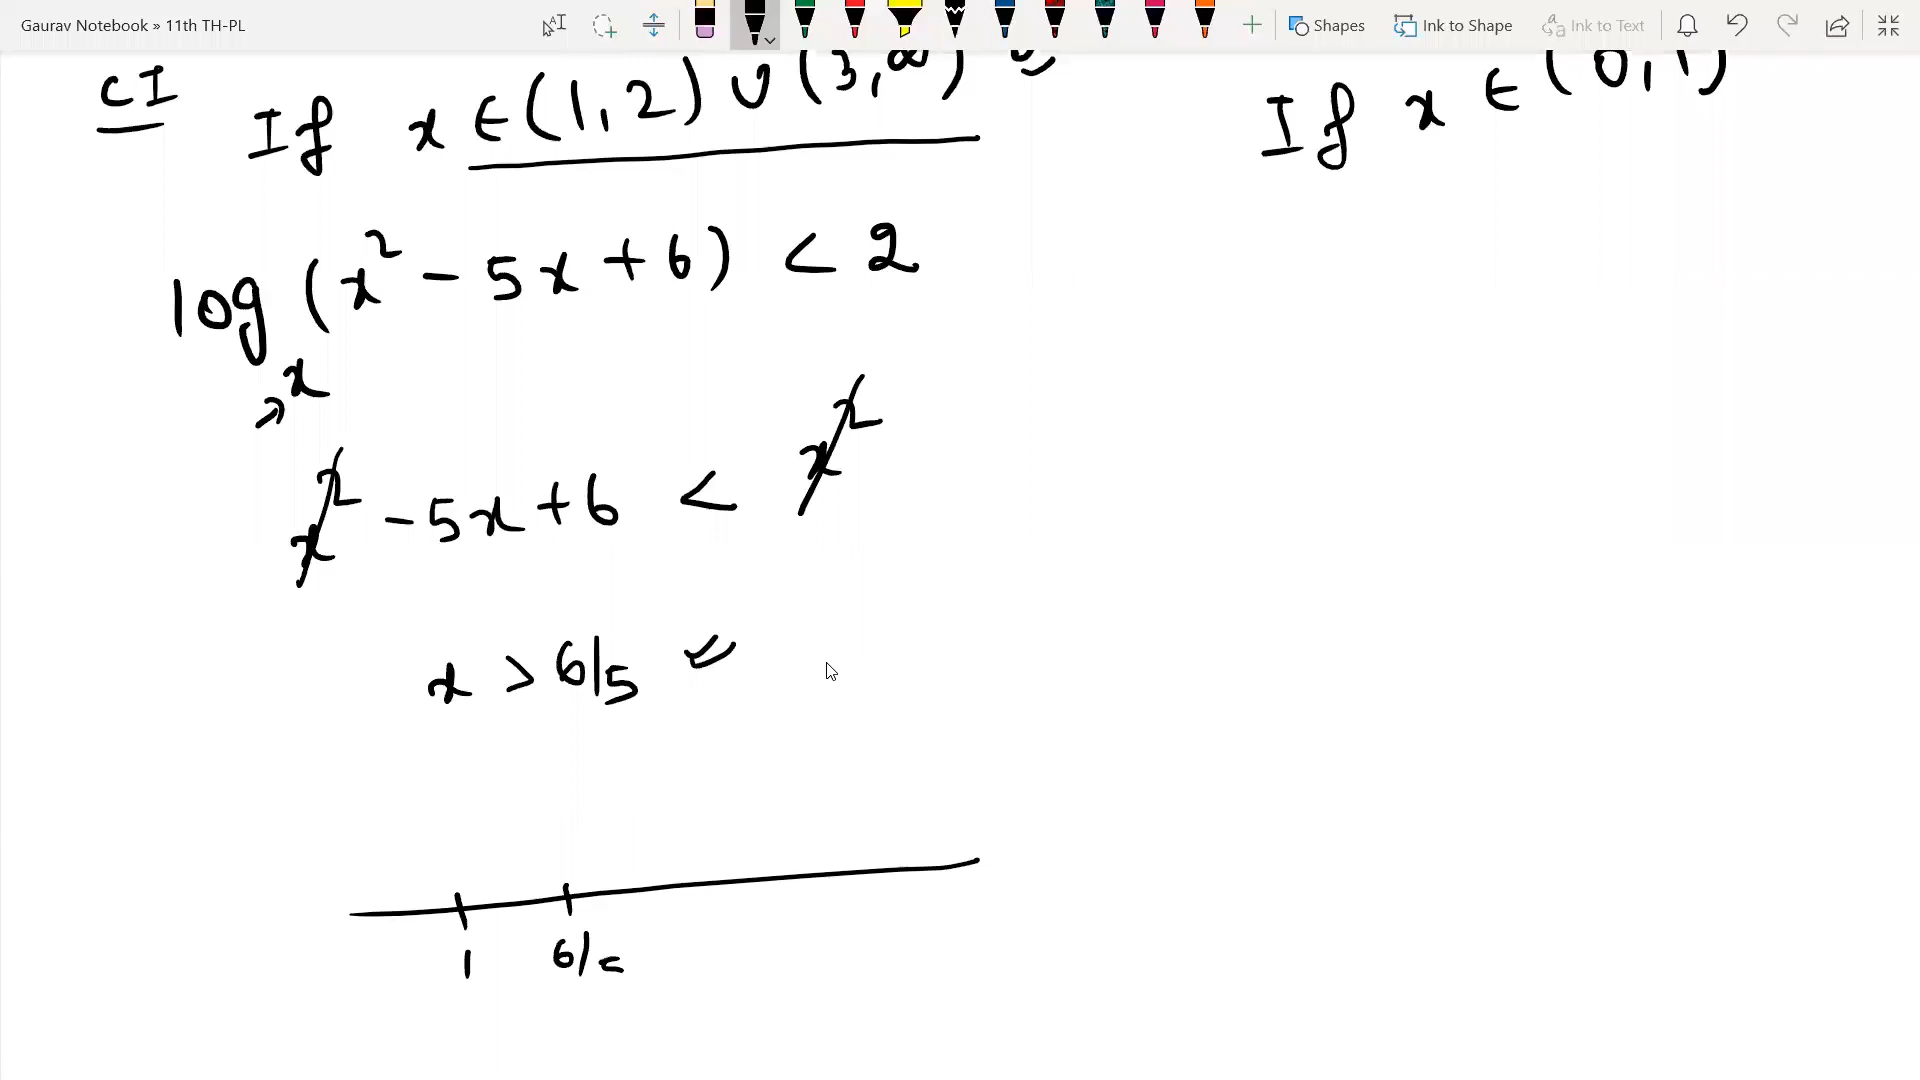 Gaurav Notebook » 11th TH-PL
Shapes
Ink to Shape
Ink to Text
CI
If x ∈ (1, 2) ∪ (3, ∞)
If x ∈ (0, 1)
log x (x² - 5x + 6) < 2
x² - 5x + 6 < x²
x > 6/5
1
6/